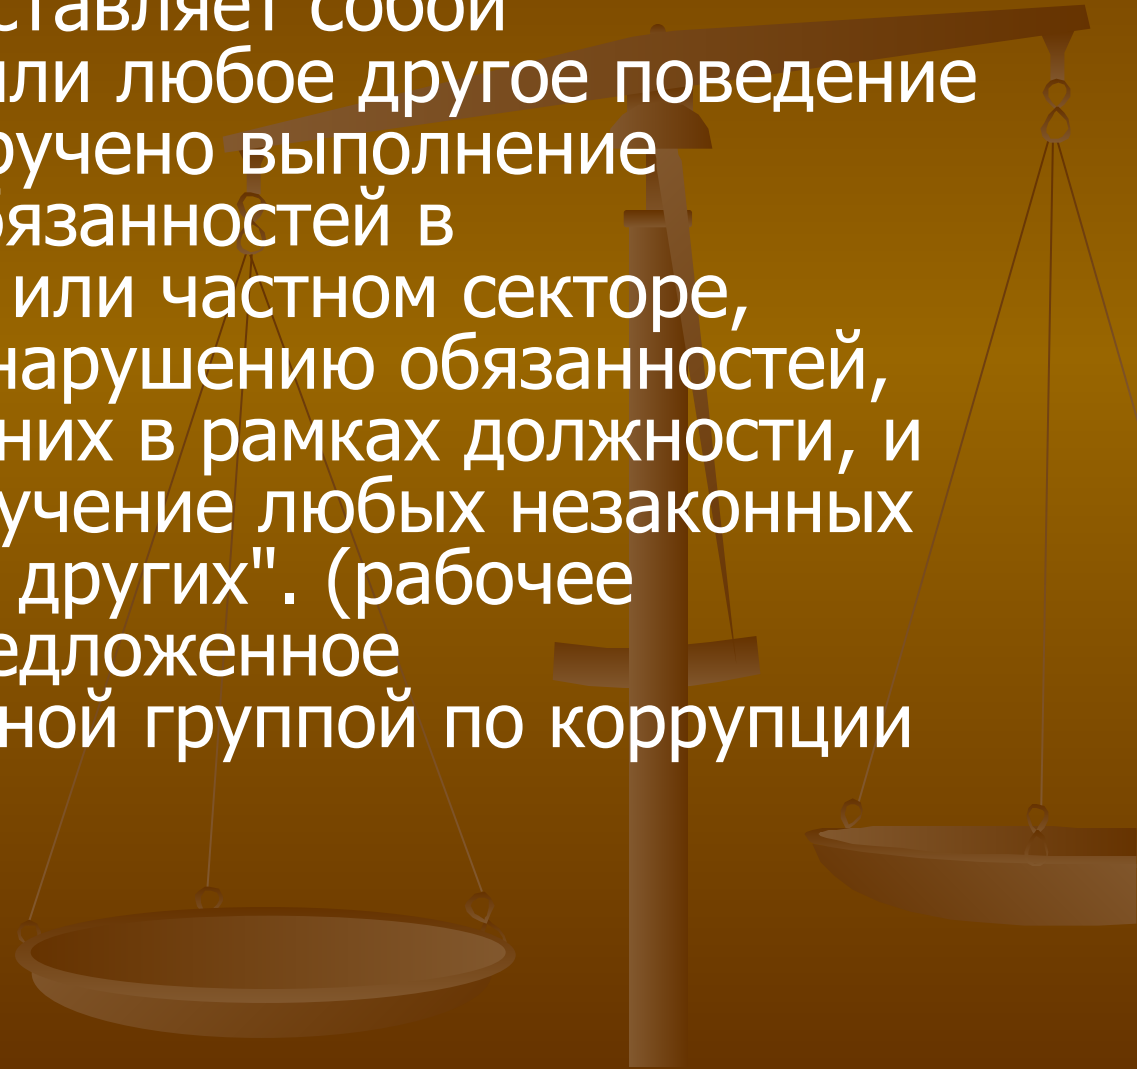 ставляет собой
или любое другое поведение
ручено выполнение
бязанностей в
или частном секторе,
нарушению обязанностей,
них в рамках должности, и
учение любых незаконных
других". (рабочее
едложенное
ной группой по коррупции